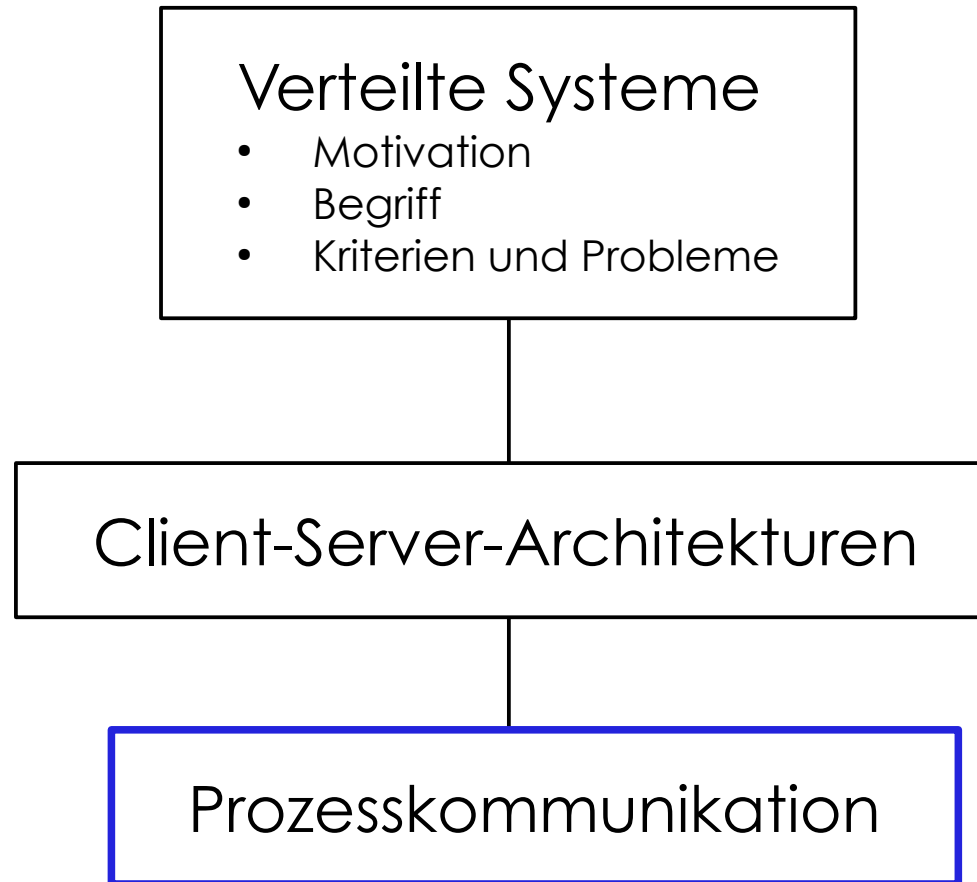 Verteilte Systeme
• Motivation
• Begriff
• Kriterien und Probleme
Client-Server-Architekturen
Prozesskommunikation